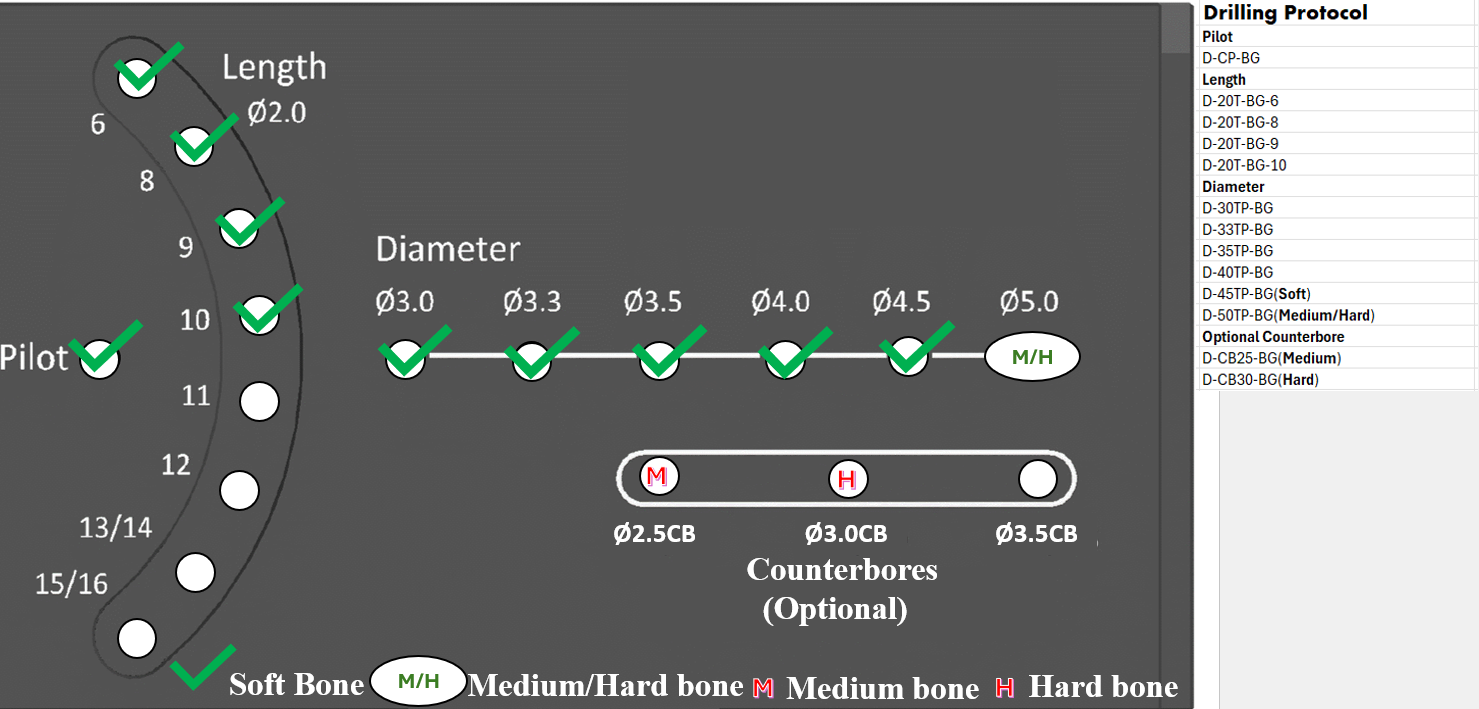 Length
Ø2.0
6
8
9
10
Pilot
11
12
13/14
15/16
Diameter
Ø3.0 Ø3.3 Ø3.5 Ø4.0 Ø4.5 Ø5.0
M/H
M H
Ø2.5CB Ø3.0CB Ø3.5CB
Counterbores
(Optional)
Soft Bone M/H Medium/Hard bone M Medium bone H Hard bone
Drilling Protocol
Pilot
D-CP-BG
Length
D-20T-BG-6
D-20T-BG-8
D-20T-BG-9
D-20T-BG-10
Diameter
D-30TP-BG
D-33TP-BG
D-35TP-BG
D-40TP-BG
D-45TP-BG(Soft)
D-50TP-BG(Medium/Hard)
Optional Counterbore
D-CB25-BG(Medium)
D-CB30-BG(Hard)